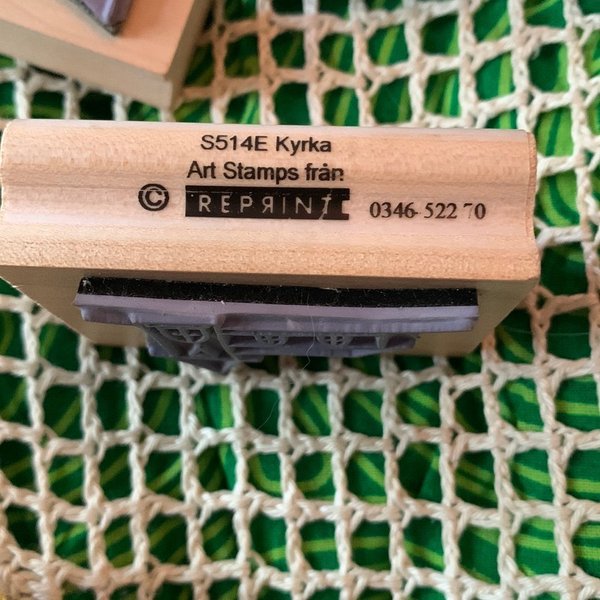 S514E Kyrka
Art Stamps från
© REPRINT 0346-522 70